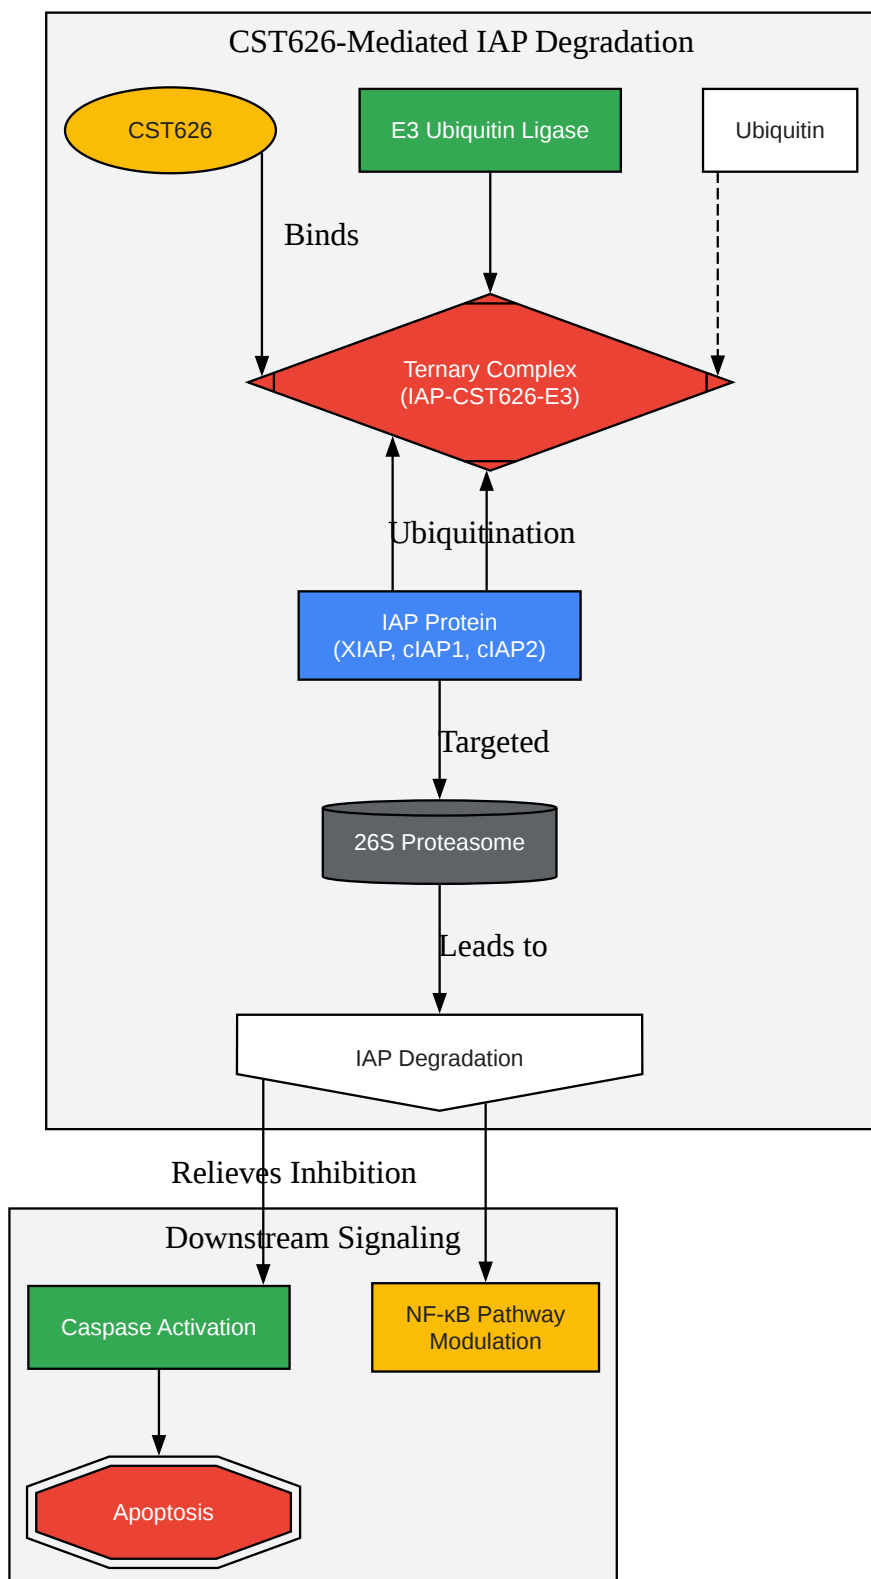 CST626-Mediated IAP Degradation
CST626
E3 Ubiquitin Ligase
Ubiquitin
Binds
Ternary Complex
(IAP-CST626-E3)
Ubiquitination
IAP Protein
(XIAP, cIAP1, cIAP2)
Targeted
26S Proteasome
Leads to
IAP Degradation
Relieves Inhibition
Downstream Signaling
Caspase Activation
NF-κB Pathway
Modulation
Apoptosis